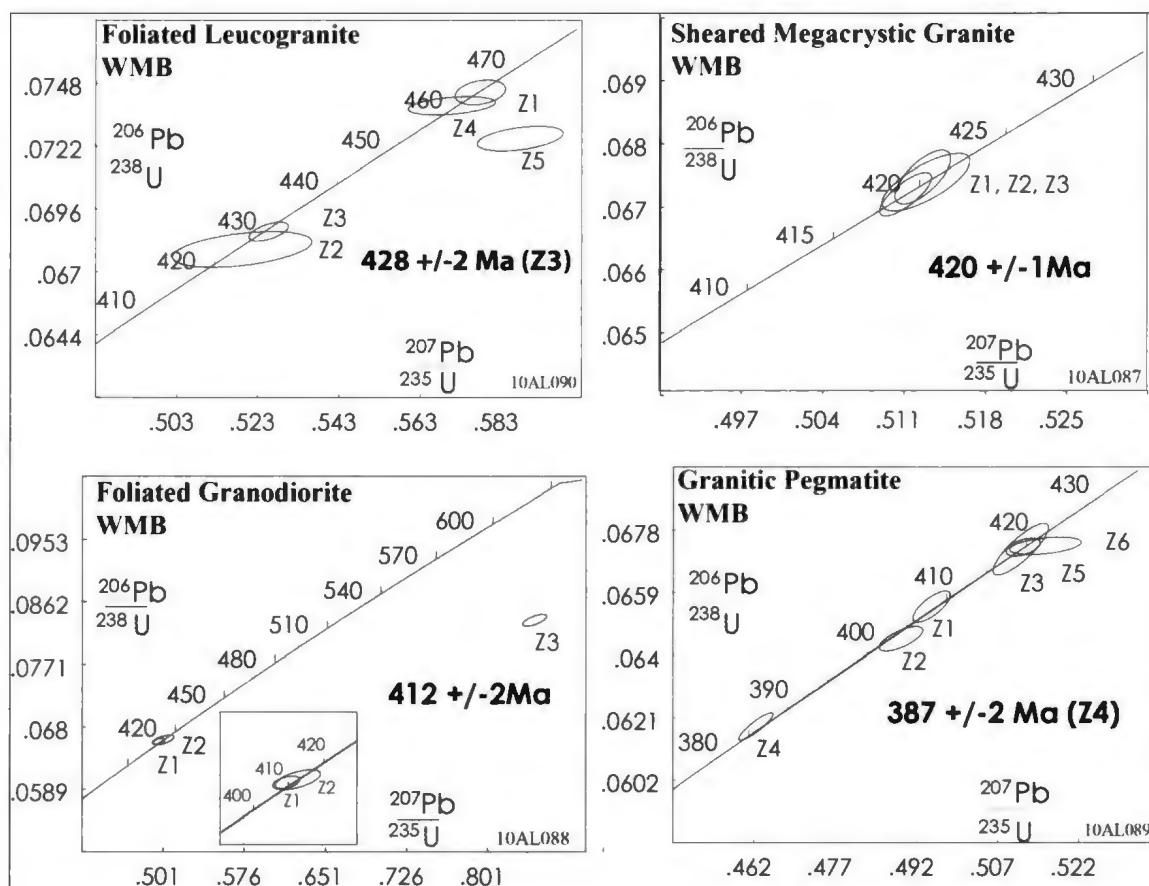 Foliated Leucogranite
WMB
470
.0748
460
Z1
Z4
206Pb
238U
450
.0722
Z5
440
.0696
430
Z3
Z2
420
428 +/-2 Ma (Z3)
.067
410
.0644
207Pb
235U
10AL090
.503 .523 .543 .563 .583
Sheared Megacrystic Granite
WMB
430
.069
206Pb
238U
425
.068
420
Z1, Z2, Z3
.067
415
420 +/-1Ma
.066
410
.065
207Pb
235U
10AL087
.497 .504 .511 .518 .525
Foliated Granodiorite
WMB
600
.0953
570
206Pb
238U
540
.0862
510
Z3
480
.0771
450
412 +/-2Ma
420
.068
Z2
Z1
420
410
Z2
400
Z1
.0589
207Pb
235U
10AL088
.501 .576 .651 .726 .801
Granitic Pegmatite
WMB
430
420
.0678
Z6
Z5
Z3
206Pb
238U
410
.0659
Z1
400
.064
Z2
390
387 +/-2 Ma (Z4)
.0621
380
Z4
.0602
207Pb
235U
10AL089
.462 .477 .492 .507 .522